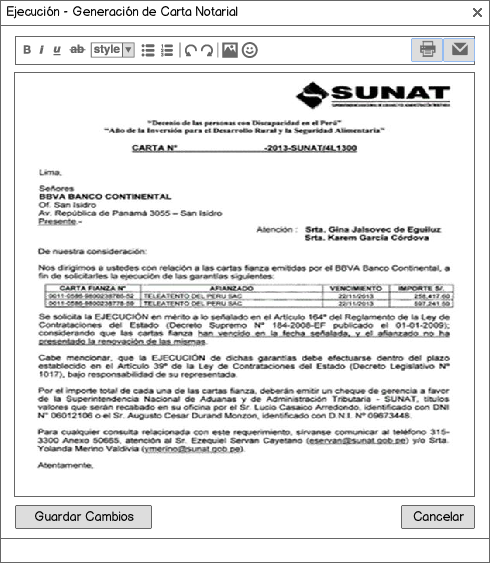 Ejecución - Generación de Carta Notarial
B i u ab style
SUNAT
"Decenio de las personas con Discapacidad en el Perú"
"Año de la Inversión para el Desarrollo Rural y la Seguridad Alimentaria"
CARTA N° -2013-SUNAT/4L1300
Lima,
Señores
BBVA BANCO CONTINENTAL
Of. San Isidro
Av. República de Panamá 3055 – San Isidro
Presente.-
Atención : Srta. Gina Jalsovec de Eguiluz
Srta. Karem García Córdova
De nuestra consideración:
Nos dirigimos a ustedes con relación a las cartas fianza emitidas por el BBVA Banco Continental, a
fin de solicitarles la ejecución de las garantías siguientes:
CARTA FIANZA N° AFIANZADO VENCIMIENTO IMPORTE S/.
0011-0586-9800238786-52 TELEATENTO DEL PERU SAC 22/11/2013 258,417.60
0011-0586-9800238778-58 TELEATENTO DEL PERU SAC 22/11/2013 597,241.50
Se solicita la EJECUCIÓN en mérito a lo señalado en el Artículo 164° del Reglamento de la Ley de
Contrataciones del Estado (Decreto Supremo N° 184-2008-EF publicado el 01-01-2009);
considerando que las cartas fianza han vencido en la fecha señalada, y el afianzado no ha
presentado la renovación de las mismas.
Cabe mencionar, que la EJECUCIÓN de dichas garantías debe efectuarse dentro del plazo
establecido en el Artículo 39° de la Ley de Contrataciones del Estado (Decreto Legislativo N°
1017), bajo responsabilidad de su representada.
Por el importe total de cada una de las cartas fianza, deberán emitir un cheque de gerencia a favor
de la Superintendencia Nacional de Aduanas y de Administración Tributaria - SUNAT, títulos
valores que serán recabado en su oficina por el Sr. Lucio Casaico Arredondo, identificado con DNI
N° 06012106 o el Sr. Augusto Cesar Durand Monzon, identificado con D.N.I. N° 09673448.
Para cualquier consulta relacionada con este requerimiento, sírvanse comunicar al teléfono 315-
3300 Anexo 50665, atención al Sr. Ezequiel Servan Cayetano (eservan@sunat.gob.pe) y/o Srta.
Yolanda Merino Valdivia (ymerino@sunat.gob.pe).
Atentamente,
Guardar Cambios Cancelar